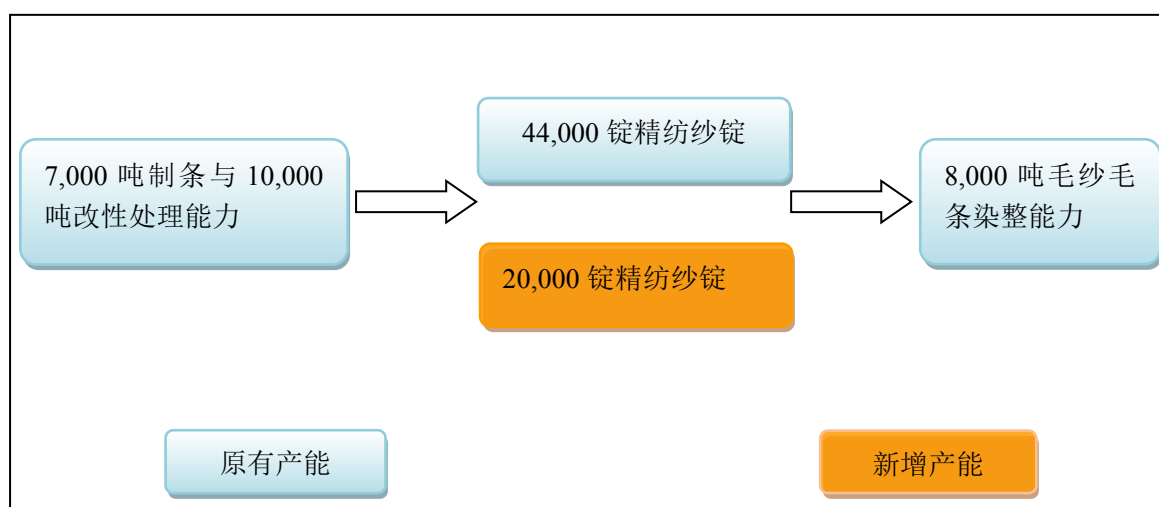 7,000 吨制条与 10,000
吨改性处理能力
44,000 锭精纺纱锭
20,000 锭精纺纱锭
8,000 吨毛纱毛
条染整能力
原有产能
新增产能